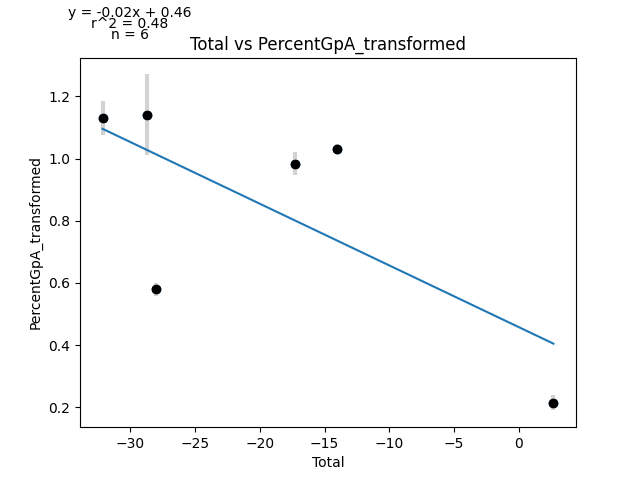 y = -0.02x + 0.46
r^2 = 0.48
n = 6
Total vs PercentGpA_transformed
PercentGpA_transformed
1.2
1.0
0.8
0.6
0.4
0.2
−30
−25
−20
−15
−10
−5
0
Total